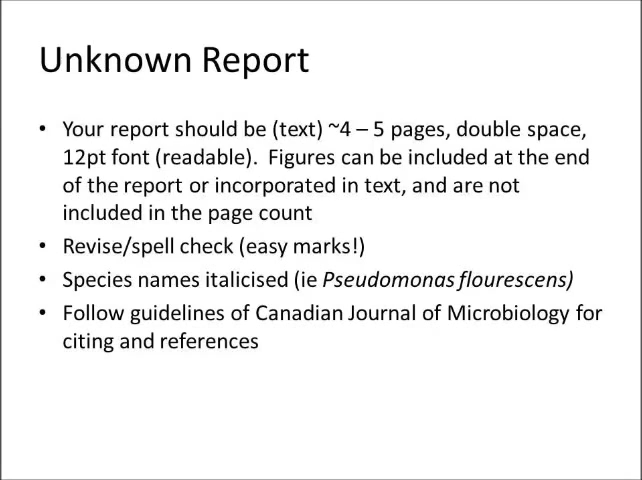 Unknown Report
• Your report should be (text) ~4 – 5 pages, double space,
12pt font (readable).  Figures can be included at the end
of the report or incorporated in text, and are not
included in the page count
• Revise/spell check (easy marks!)
• Species names italicised (ie Pseudomonas flourescens)
• Follow guidelines of Canadian Journal of Microbiology for
citing and references